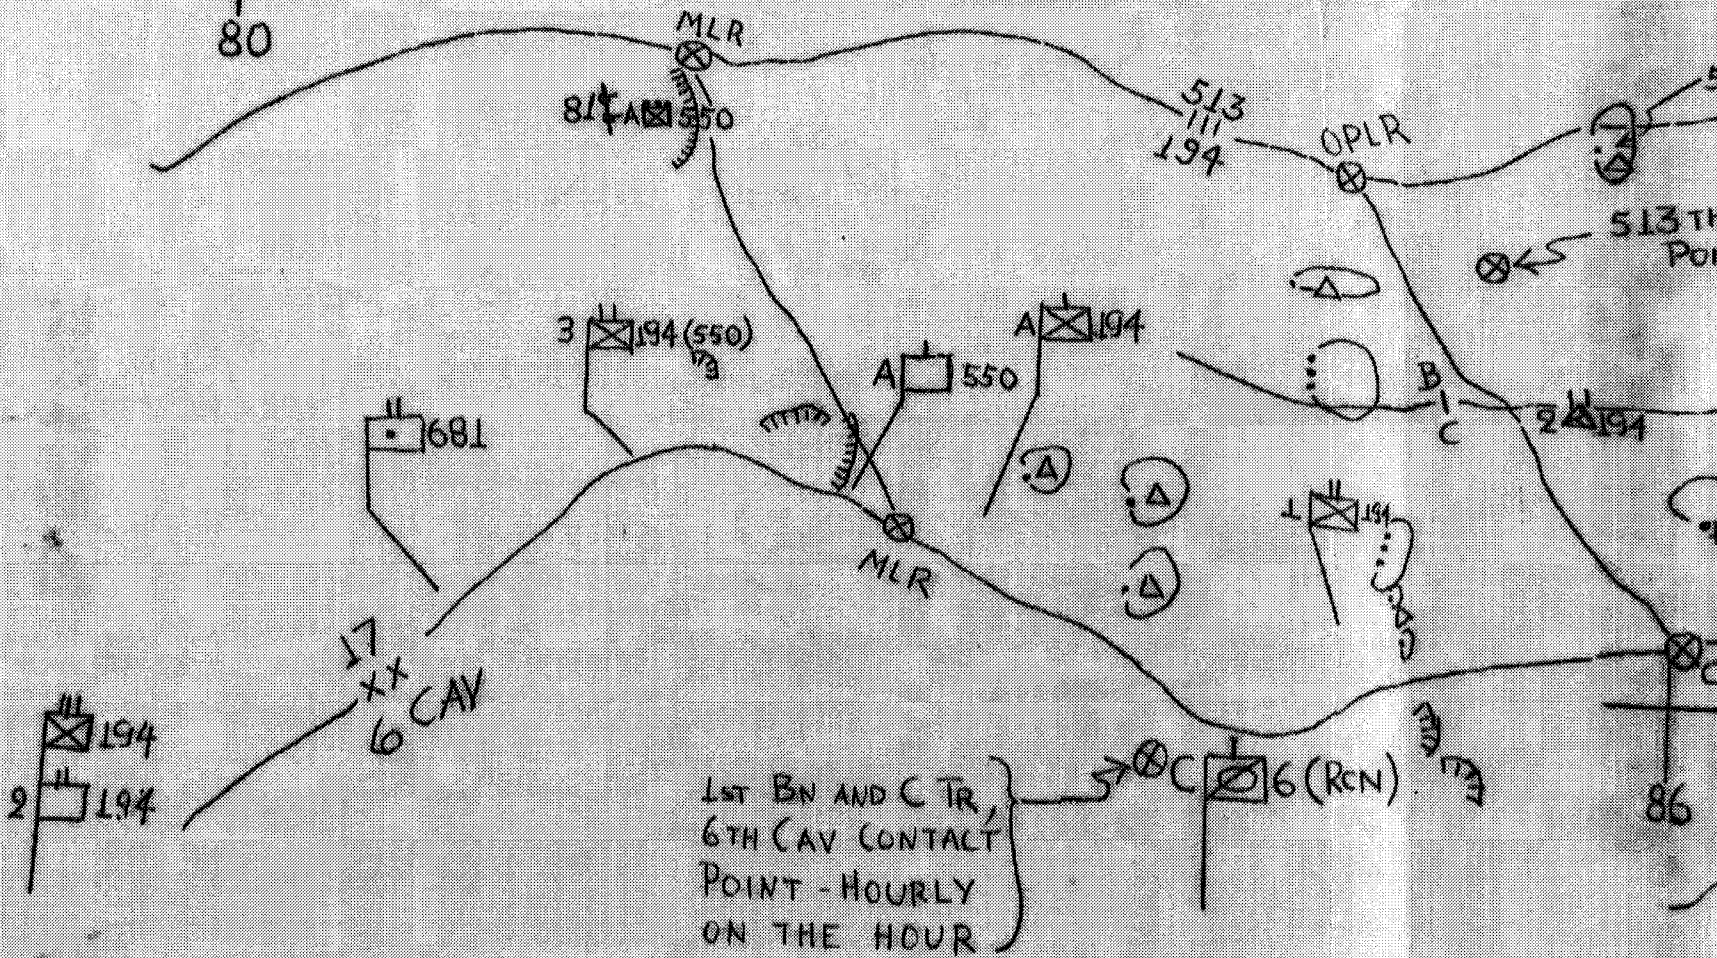 80
MLR
A 550
513
194
OPLR
513TH
3 194 (550)
A 194
A 550
681
B
C
2 194
1 194
MLR
17
CAV
6
194
2 194
C 6 (RCN)
1ST BN AND C TR,
6TH CAV CONTACT
POINT - HOURLY
ON THE HOUR
86